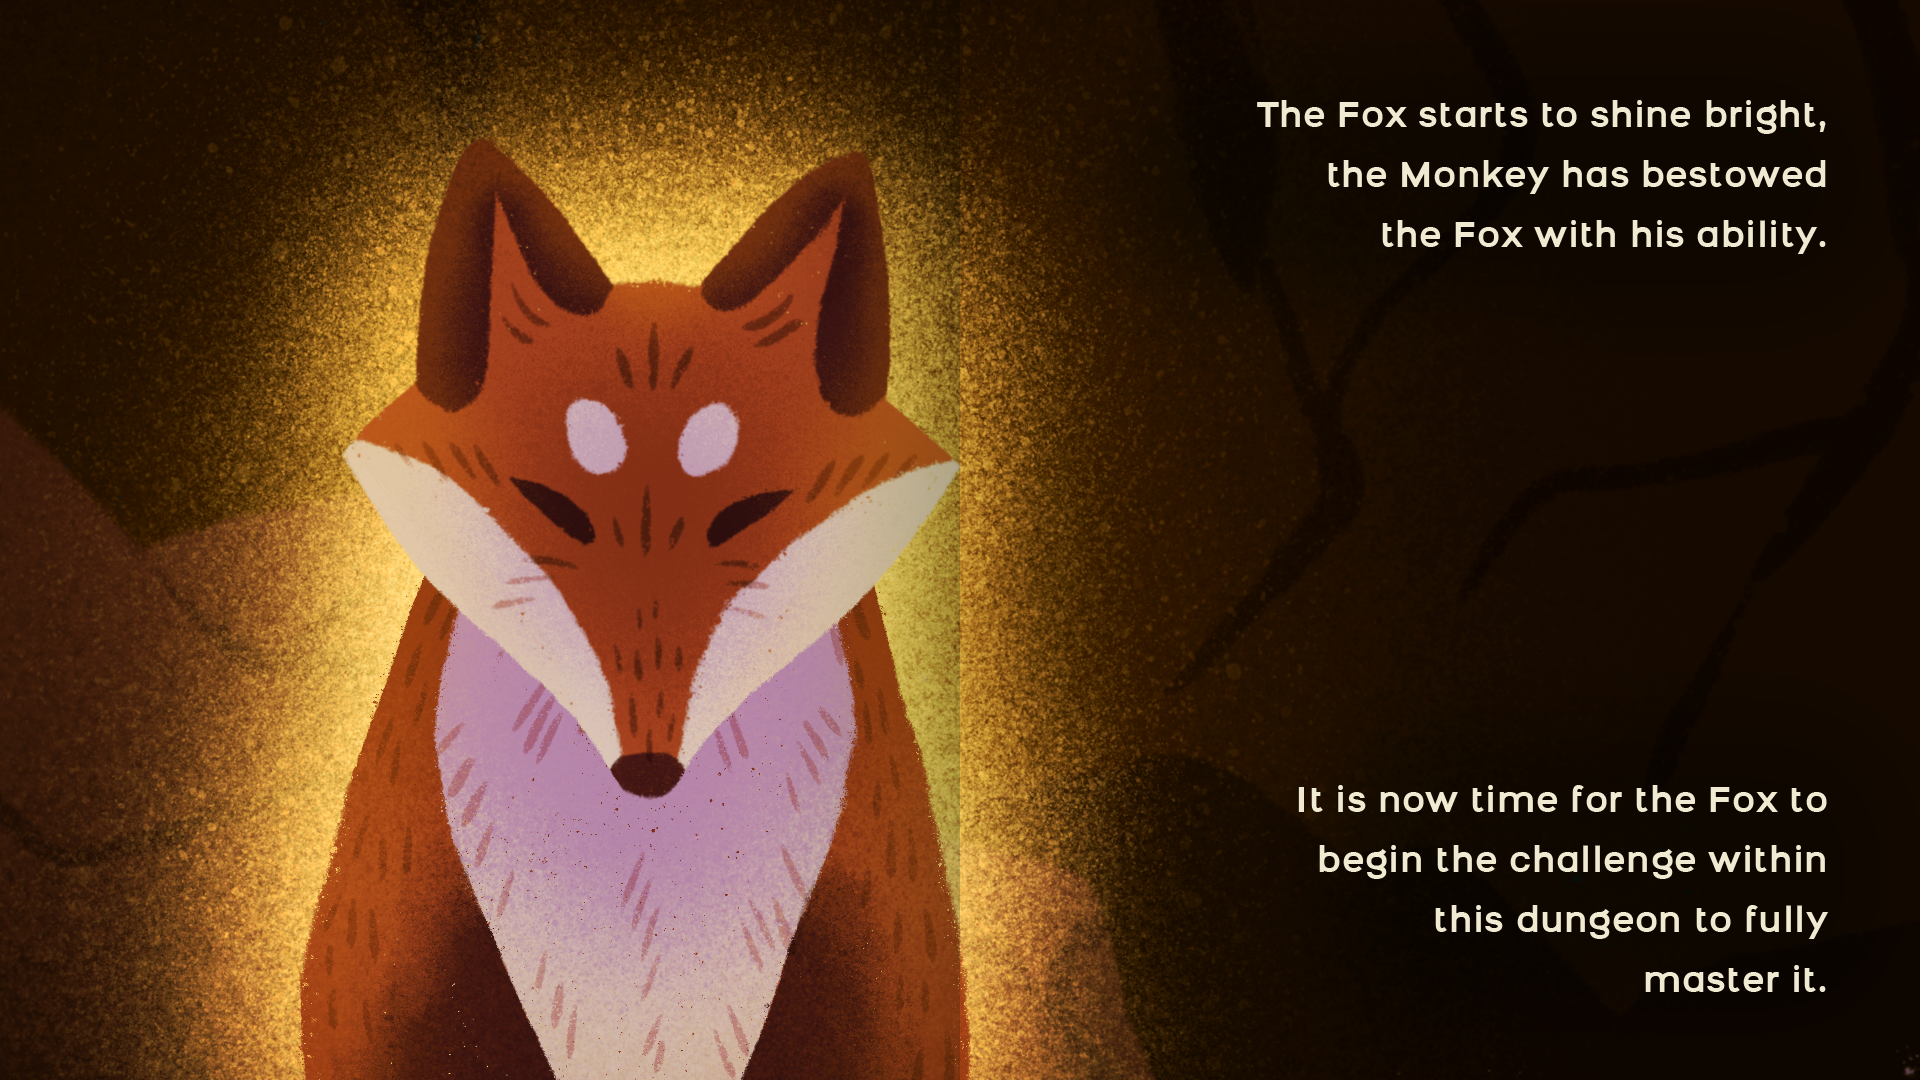 The Fox starts to shine bright,
the Monkey has bestowed
the Fox with his ability.
It is now time for the Fox to
begin the challenge within
this dungeon to fully
master it.